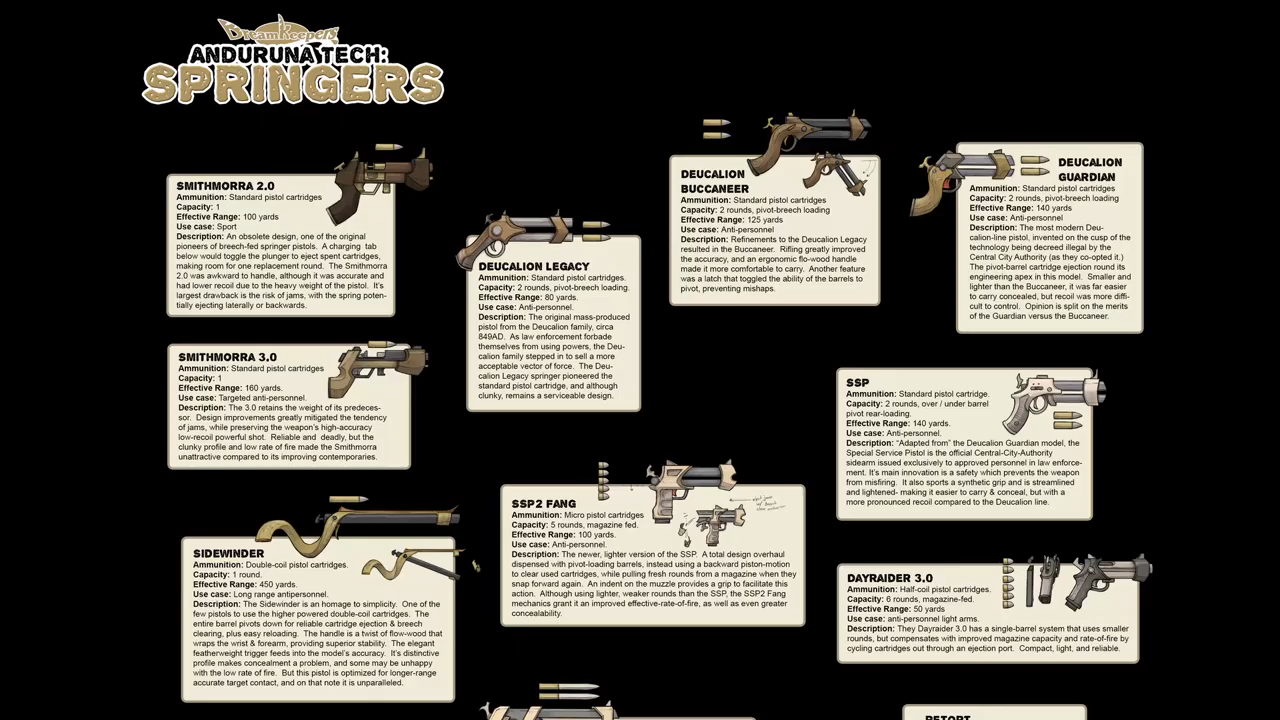 DreamKeepers
ANDURUNA TECH:
SPRINGERS
SMITHMORRA 2.0
Ammunition: Standard pistol cartridges
Capacity: 1
Effective Range: 100 yards
Use case: Sport
Description: An obsolete design, one of the original
pioneers of breech-fed springer pistols. A charging tab
below would toggle the plunger to eject spent cartridges,
making room for one replacement round. The Smithmorra
2.0 was awkward to handle, although it was accurate and
had lower recoil due to the heavy weight of the pistol. It's
largest drawback is the risk of jams, with the spring poten-
tially ejecting laterally or backwards.
SMITHMORRA 3.0
Ammunition: Standard pistol cartridges
Capacity: 1
Effective Range: 160 yards.
Use case: Targeted anti-personnel.
Description: The 3.0 retains the weight of its predeces-
sor. Design improvements greatly mitigated the tendency
of jams, while preserving the weapon's high-accuracy
low-recoil powerful shot. Reliable and deadly, but the
clunky profile and low rate of fire made the Smithmorra
unattractive compared to its improving contemporaries.
SIDEWINDER
Ammunition: Double-coil pistol cartridges.
Capacity: 1 round.
Effective Range: 450 yards.
Use case: Long range antipersonnel.
Description: The Sidewinder is an homage to simplicity. One of the
few pistols to use the higher powered double-coil cartridges. The
entire barrel pivots down for reliable cartridge ejection & breech
clearing, plus easy reloading. The handle is a twist of flow-wood that
wraps the wrist & forearm, providing superior stability. The elegant
featherweight trigger feeds into the model's accuracy. It's distinctive
profile makes concealment a problem, and some may be unhappy
with the low rate of fire. But this pistol is optimized for longer-range
accurate target contact, and on that note it is unparalleled.
DEUCALION LEGACY
Ammunition: Standard pistol cartridges.
Capacity: 2 rounds, pivot-breech loading.
Effective Range: 80 yards.
Use case: Anti-personnel.
Description: The original mass-produced
pistol from the Deucalion family, circa
849AD. As law enforcement forbade
themselves from using powers, the Deu-
calion family stepped in to sell a more
acceptable vector of force. The Deu-
calion Legacy springer pioneered the
standard pistol cartridge, and although
clunky, remains a serviceable design.
DEUCALION
BUCCANEER
Ammunition: Standard pistol cartridges
Capacity: 2 rounds, pivot-breech loading
Effective Range: 125 yards
Use case: Anti-personnel
Description: Refinements to the Deucalion Legacy
resulted in the Buccaneer. Rifling greatly improved
the accuracy, and an ergonomic flo-wood handle
made it more comfortable to carry. Another feature
was a latch that toggled the ability of the barrels to
pivot, preventing mishaps.
DEUCALION
GUARDIAN
Ammunition: Standard pistol cartridges
Capacity: 2 rounds, pivot-breech loading
Effective Range: 140 yards
Use case: Anti-personnel
Description: The most modern Deu-
calion-line pistol, invented on the cusp of the
technology being decreed illegal by the
Central City Authority (as they co-opted it.)
The pivot-barrel cartridge ejection round its
engineering apex in this model. Smaller and
lighter than the Buccaneer, it was far easier
to carry concealed, but recoil was more diffi-
cult to control. Opinion is split on the merits
of the Guardian versus the Buccaneer.
SSP
Ammunition: Standard pistol cartridge.
Capacity: 2 rounds, over / under barrel
pivot rear-loading.
Effective Range: 140 yards.
Use case: Anti-personnel.
Description: "Adapted from" the Deucalion Guardian model, the
Special Service Pistol is the official Central-City-Authority
sidearm issued exclusively to approved personnel in law enforce-
ment. It's main innovation is a safety which prevents the weapon
from misfiring. It also sports a synthetic grip and is streamlined
and lightened- making it easier to carry & conceal, but with a
more pronounced recoil compared to the Deucalion line.
SSP2 FANG
Ammunition: Micro pistol cartridges
Capacity: 5 rounds, magazine fed.
Effective Range: 100 yards.
Use case: Anti-personnel.
Description: The newer, lighter version of the SSP. A total design overhaul
dispensed with pivot-loading barrels, instead using a backward piston-motion
to clear used cartridges, while pulling fresh rounds from a magazine when they
snap forward again. An indent on the muzzle provides a grip to facilitate this
action. Although using lighter, weaker rounds than the SSP, the SSP2 Fang
mechanics grant it an improved effective-rate-of-fire, as well as even greater
concealability.
DAYRAIDER 3.0
Ammunition: Half-coil pistol cartridges.
Capacity: 6 rounds, magazine-fed.
Effective Range: 50 yards
Use case: anti-personnel light arms.
Description: They Dayraider 3.0 has a single-barrel system that uses smaller
rounds, but compensates with improved magazine capacity and rate-of-fire by
cycling cartridges out through an ejection port. Compact, light, and reliable.
RETORT